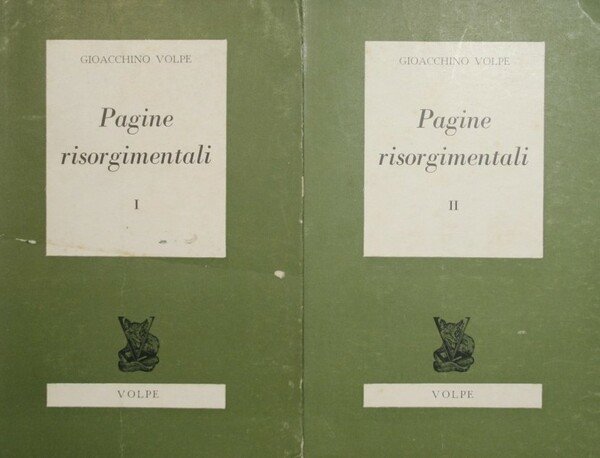 GIOACCHINO VOLPE
Pagine
risorgimentali
I
V
VOLPE
GIOACCHINO VOLPE
Pagine
risorgimentali
II
V
VOLPE